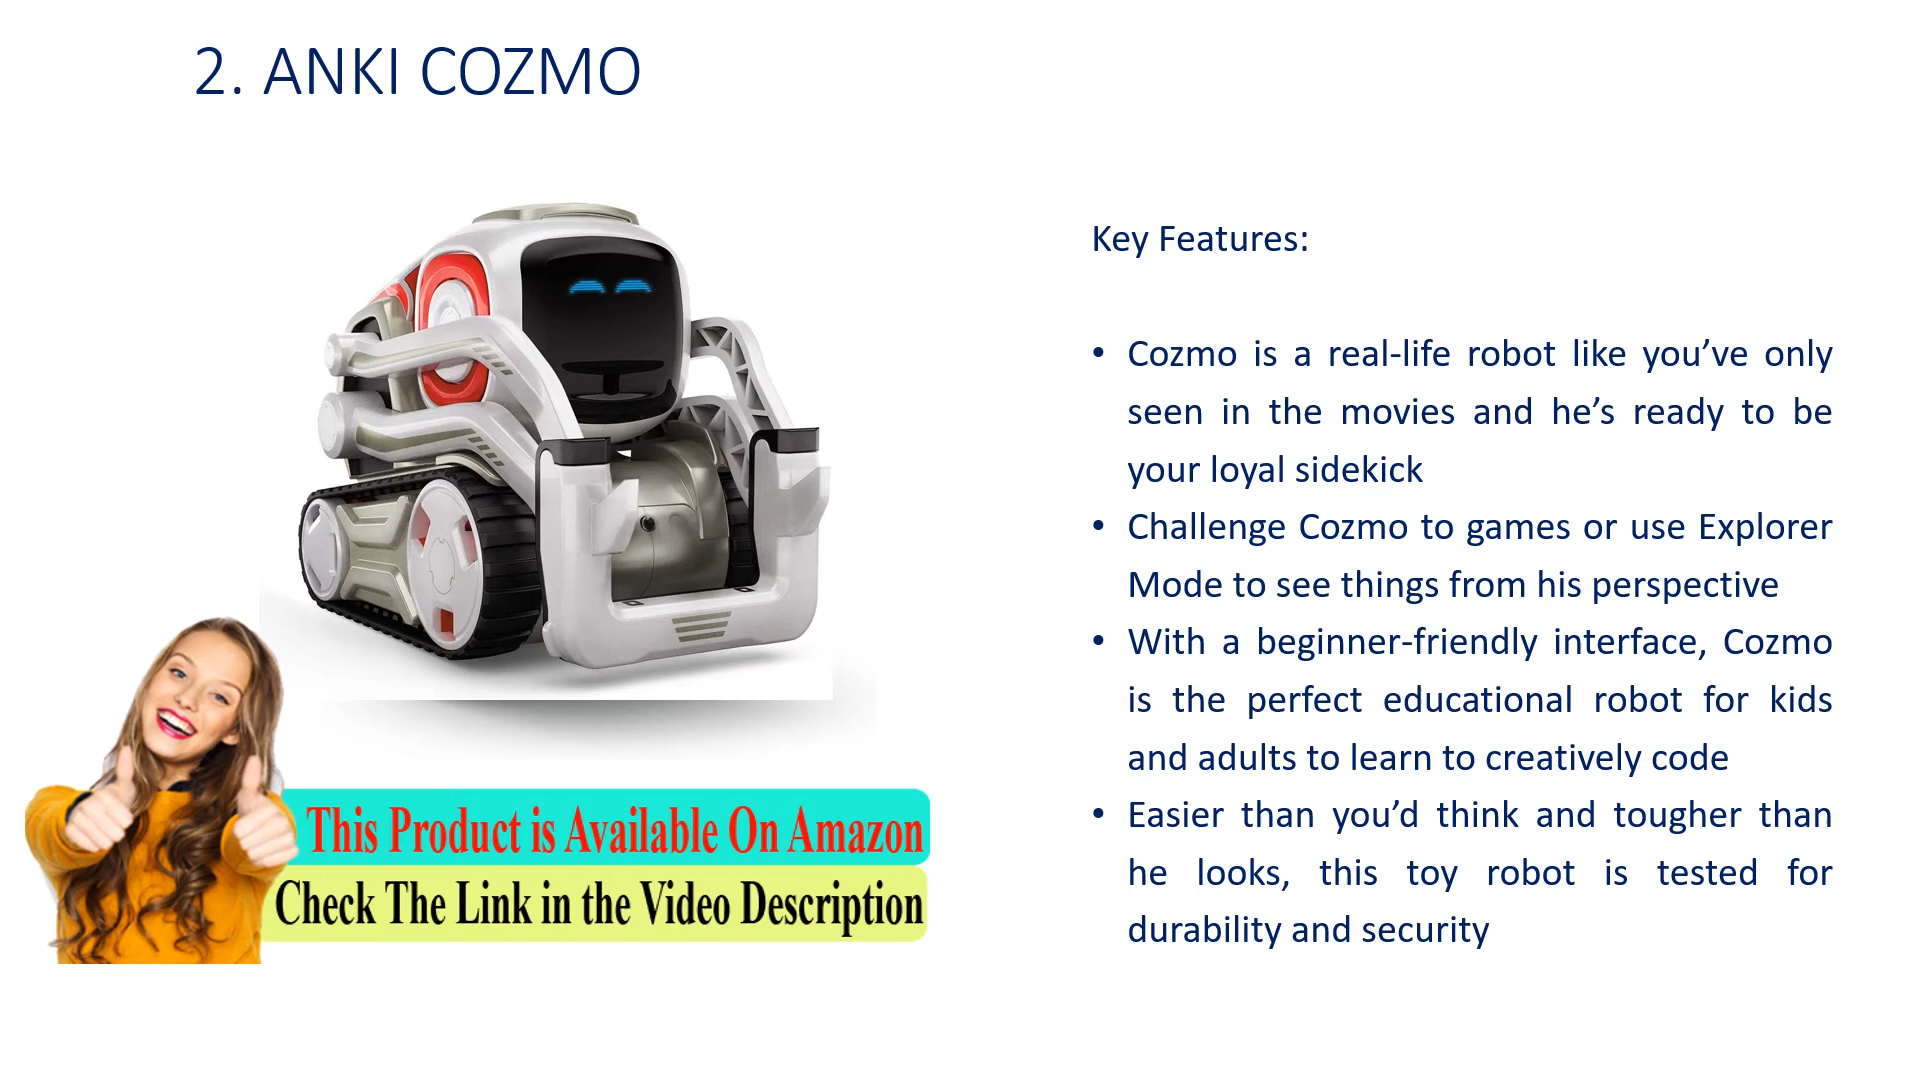 2. ANKI COZMO
Key Features:
• Cozmo is a real-life robot like you’ve only
seen in the movies and he’s ready to be
your loyal sidekick
• Challenge Cozmo to games or use Explorer
Mode to see things from his perspective
• With a beginner-friendly interface, Cozmo
is the perfect educational robot for kids
and adults to learn to creatively code
• Easier than you’d think and tougher than
he looks, this toy robot is tested for
durability and security
This Product is Available On Amazon
Check The Link in the Video Description